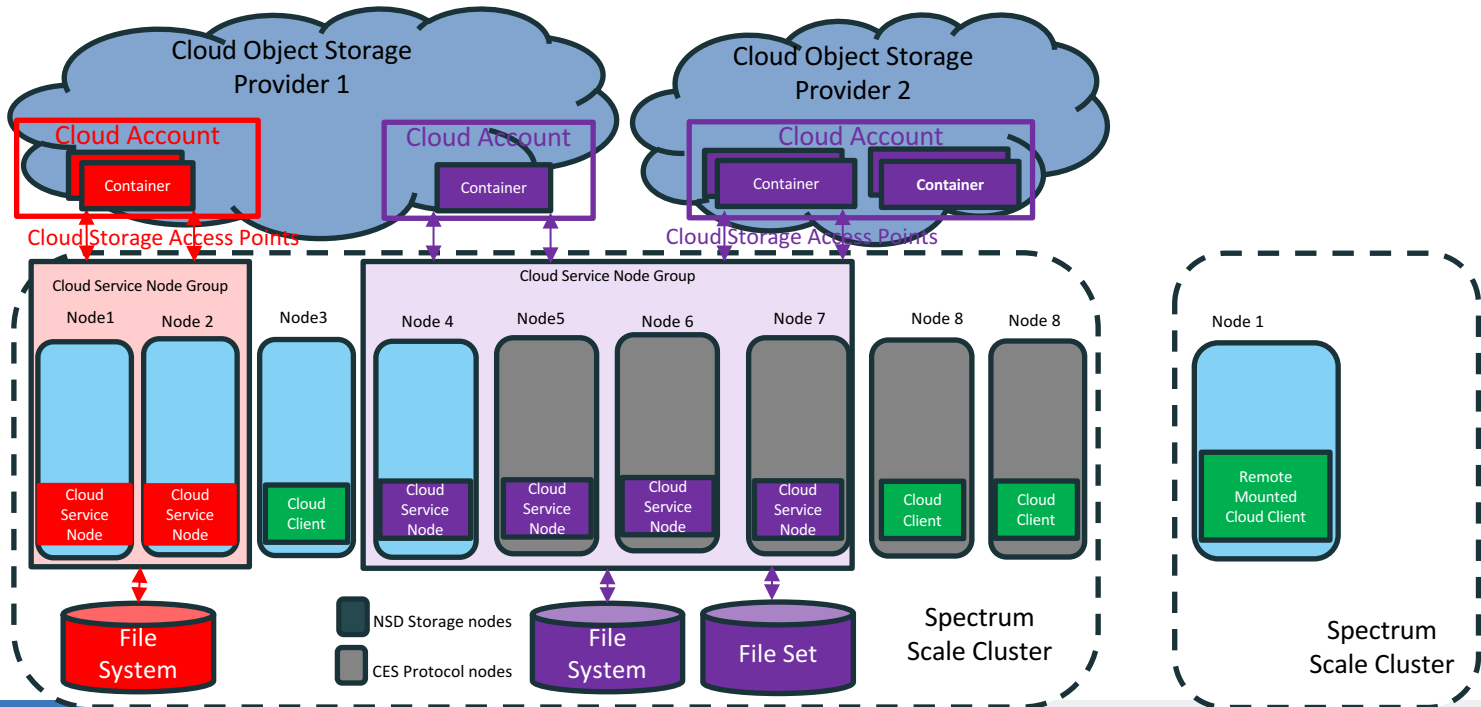 Cloud Object Storage
Provider 1
Cloud Object Storage
Provider 2
Cloud Account
Cloud Account
Cloud Account
Container
Container
Container
Container
Cloud Storage Access Points
Cloud Storage Access Points
Cloud Service Node Group
Cloud Service Node Group
Node1
Node 2
Node3
Node 4
Node5
Node 6
Node 7
Node 8
Node 8
Node 1
Cloud
Service
Node
Cloud
Service
Node
Cloud
Client
Cloud
Service
Node
Cloud
Service
Node
Cloud
Service
Node
Cloud
Service
Node
Cloud
Client
Cloud
Client
Remote
Mounted
Cloud Client
File
System
NSD Storage nodes
CES Protocol nodes
File
System
File Set
Spectrum
Scale Cluster
Spectrum
Scale Cluster